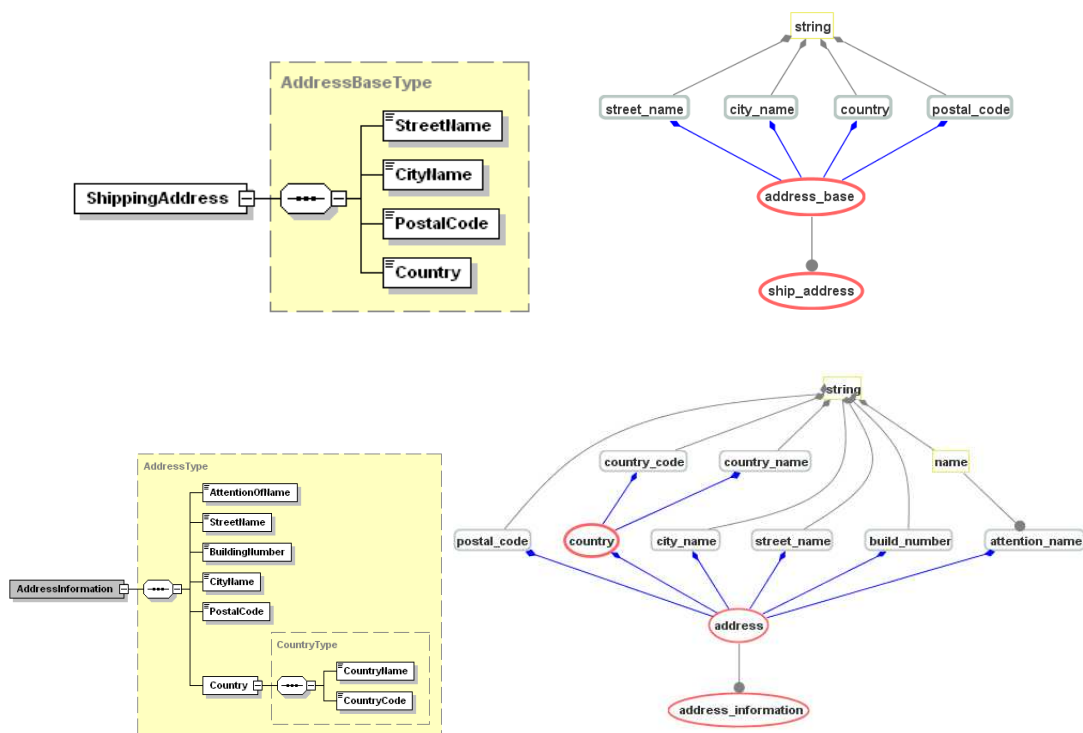 AddressBaseType
StreetName
CityName
ShippingAddress
PostalCode
Country
string
street_name city_name country postal_code
address_base
ship_address
AddressType
AttentionOfName
StreetName
BuildingNumber
CityName
AddressInformation
PostalCode
CountryType
CountryName
Country
CountryCode
string
country_code country_name name
postal_code country city_name street_name build_number attention_name
address
address_information